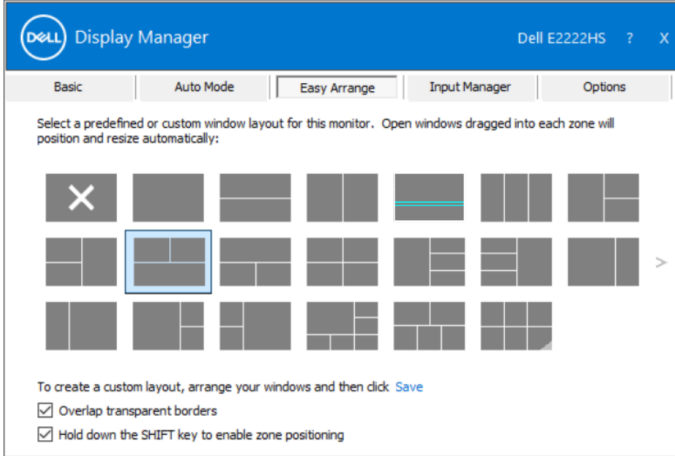 DELL Display Manager Dell E2222HS ? X
Basic Auto Mode Easy Arrange Input Manager Options
Select a predefined or custom window layout for this monitor. Open windows dragged into each zone will
position and resize automatically:
>
To create a custom layout, arrange your windows and then click Save
Overlap transparent borders
Hold down the SHIFT key to enable zone positioning